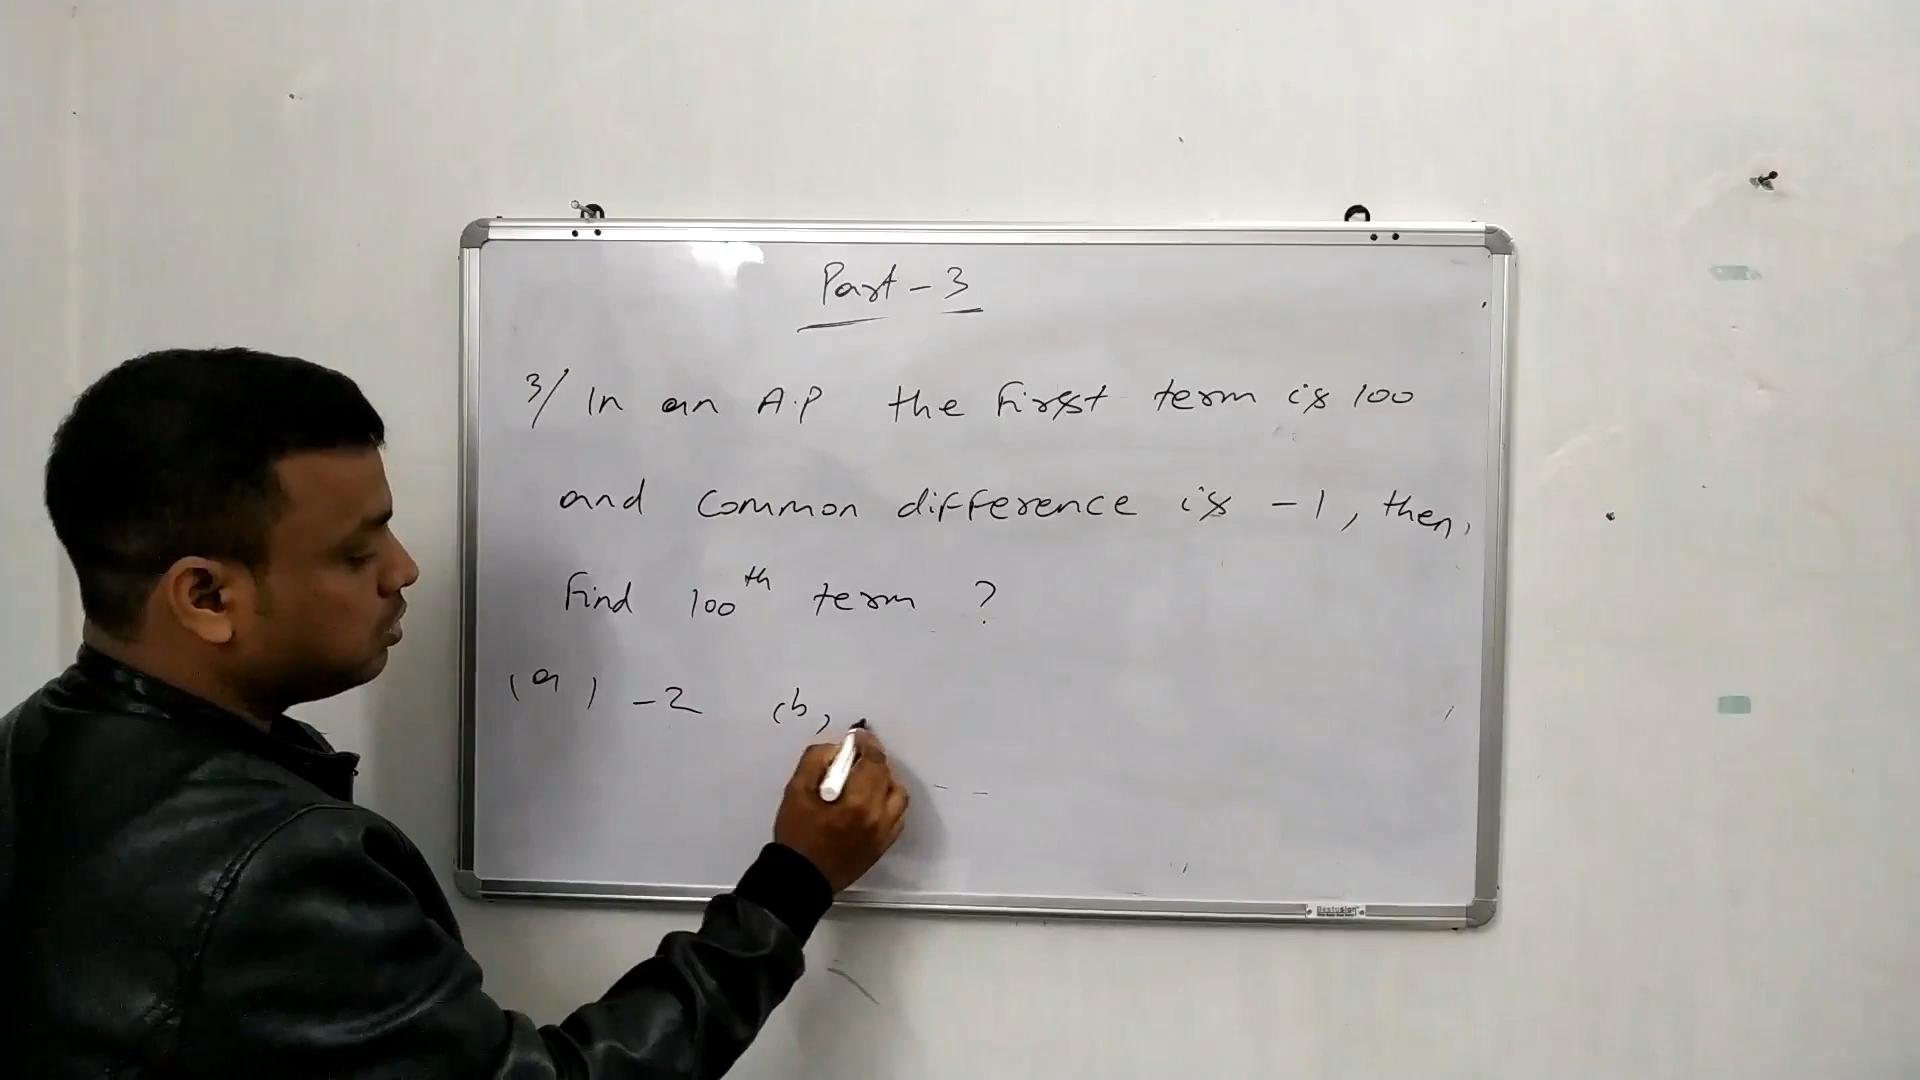 Part - 3
3/ In an A.P the first term is 100
and common difference is -1, then,
find 100th term ?
(a) -2 (b)